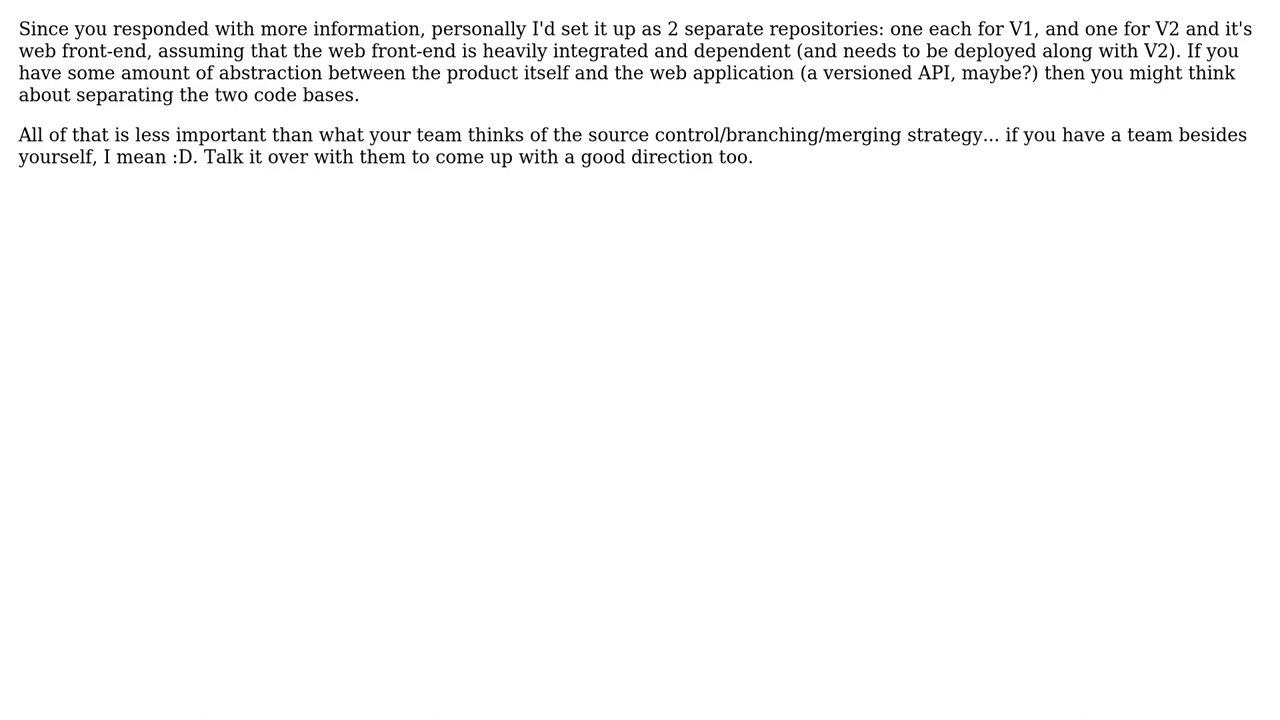 Since you responded with more information, personally I'd set it up as 2 separate repositories: one each for V1, and one for V2 and it's
web front-end, assuming that the web front-end is heavily integrated and dependent (and needs to be deployed along with V2). If you
have some amount of abstraction between the product itself and the web application (a versioned API, maybe?) then you might think
about separating the two code bases.
All of that is less important than what your team thinks of the source control/branching/merging strategy... if you have a team besides
yourself, I mean :D. Talk it over with them to come up with a good direction too.